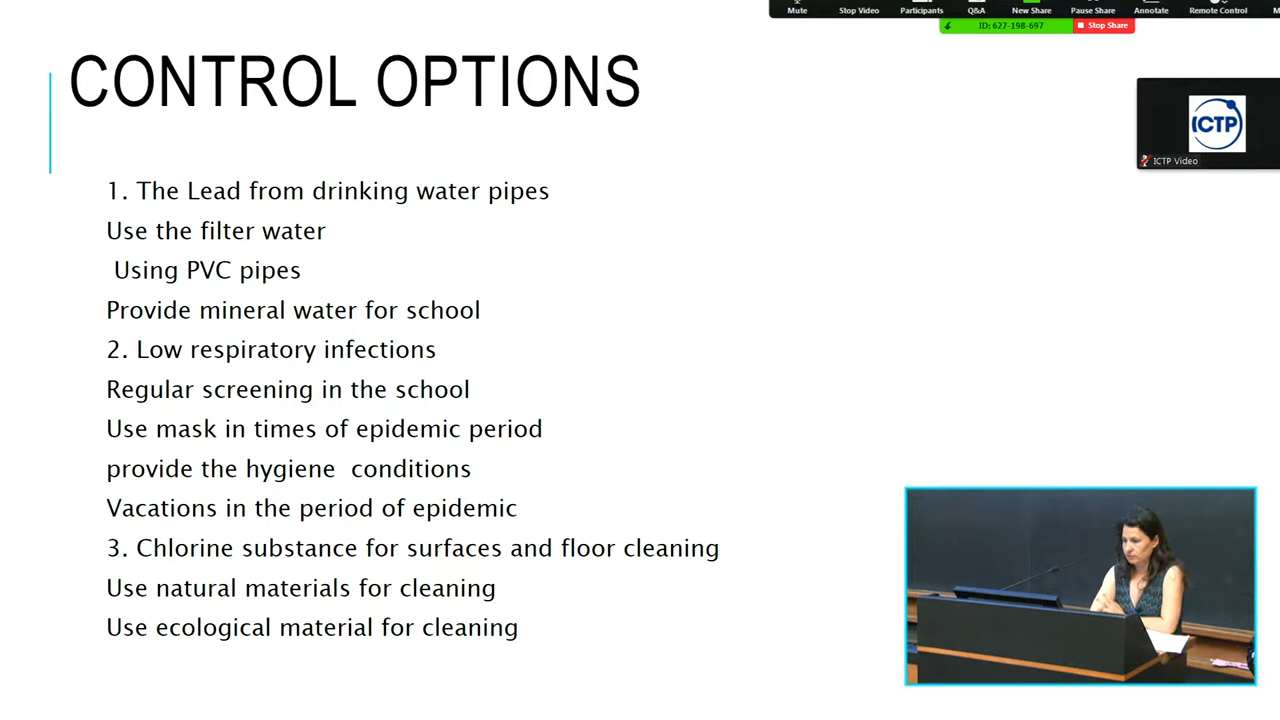 Mute Stop Video Participants Q&A New Share Pause Share Annotate Remote Control
ID: 627-198-697 Stop Share
CONTROL OPTIONS
ICTP
ICTP Video
1. The Lead from drinking water pipes
Use the filter water
Using PVC pipes
Provide mineral water for school
2. Low respiratory infections
Regular screening in the school
Use mask in times of epidemic period
provide the hygiene  conditions
Vacations in the period of epidemic
3. Chlorine substance for surfaces and floor cleaning
Use natural materials for cleaning
Use ecological material for cleaning